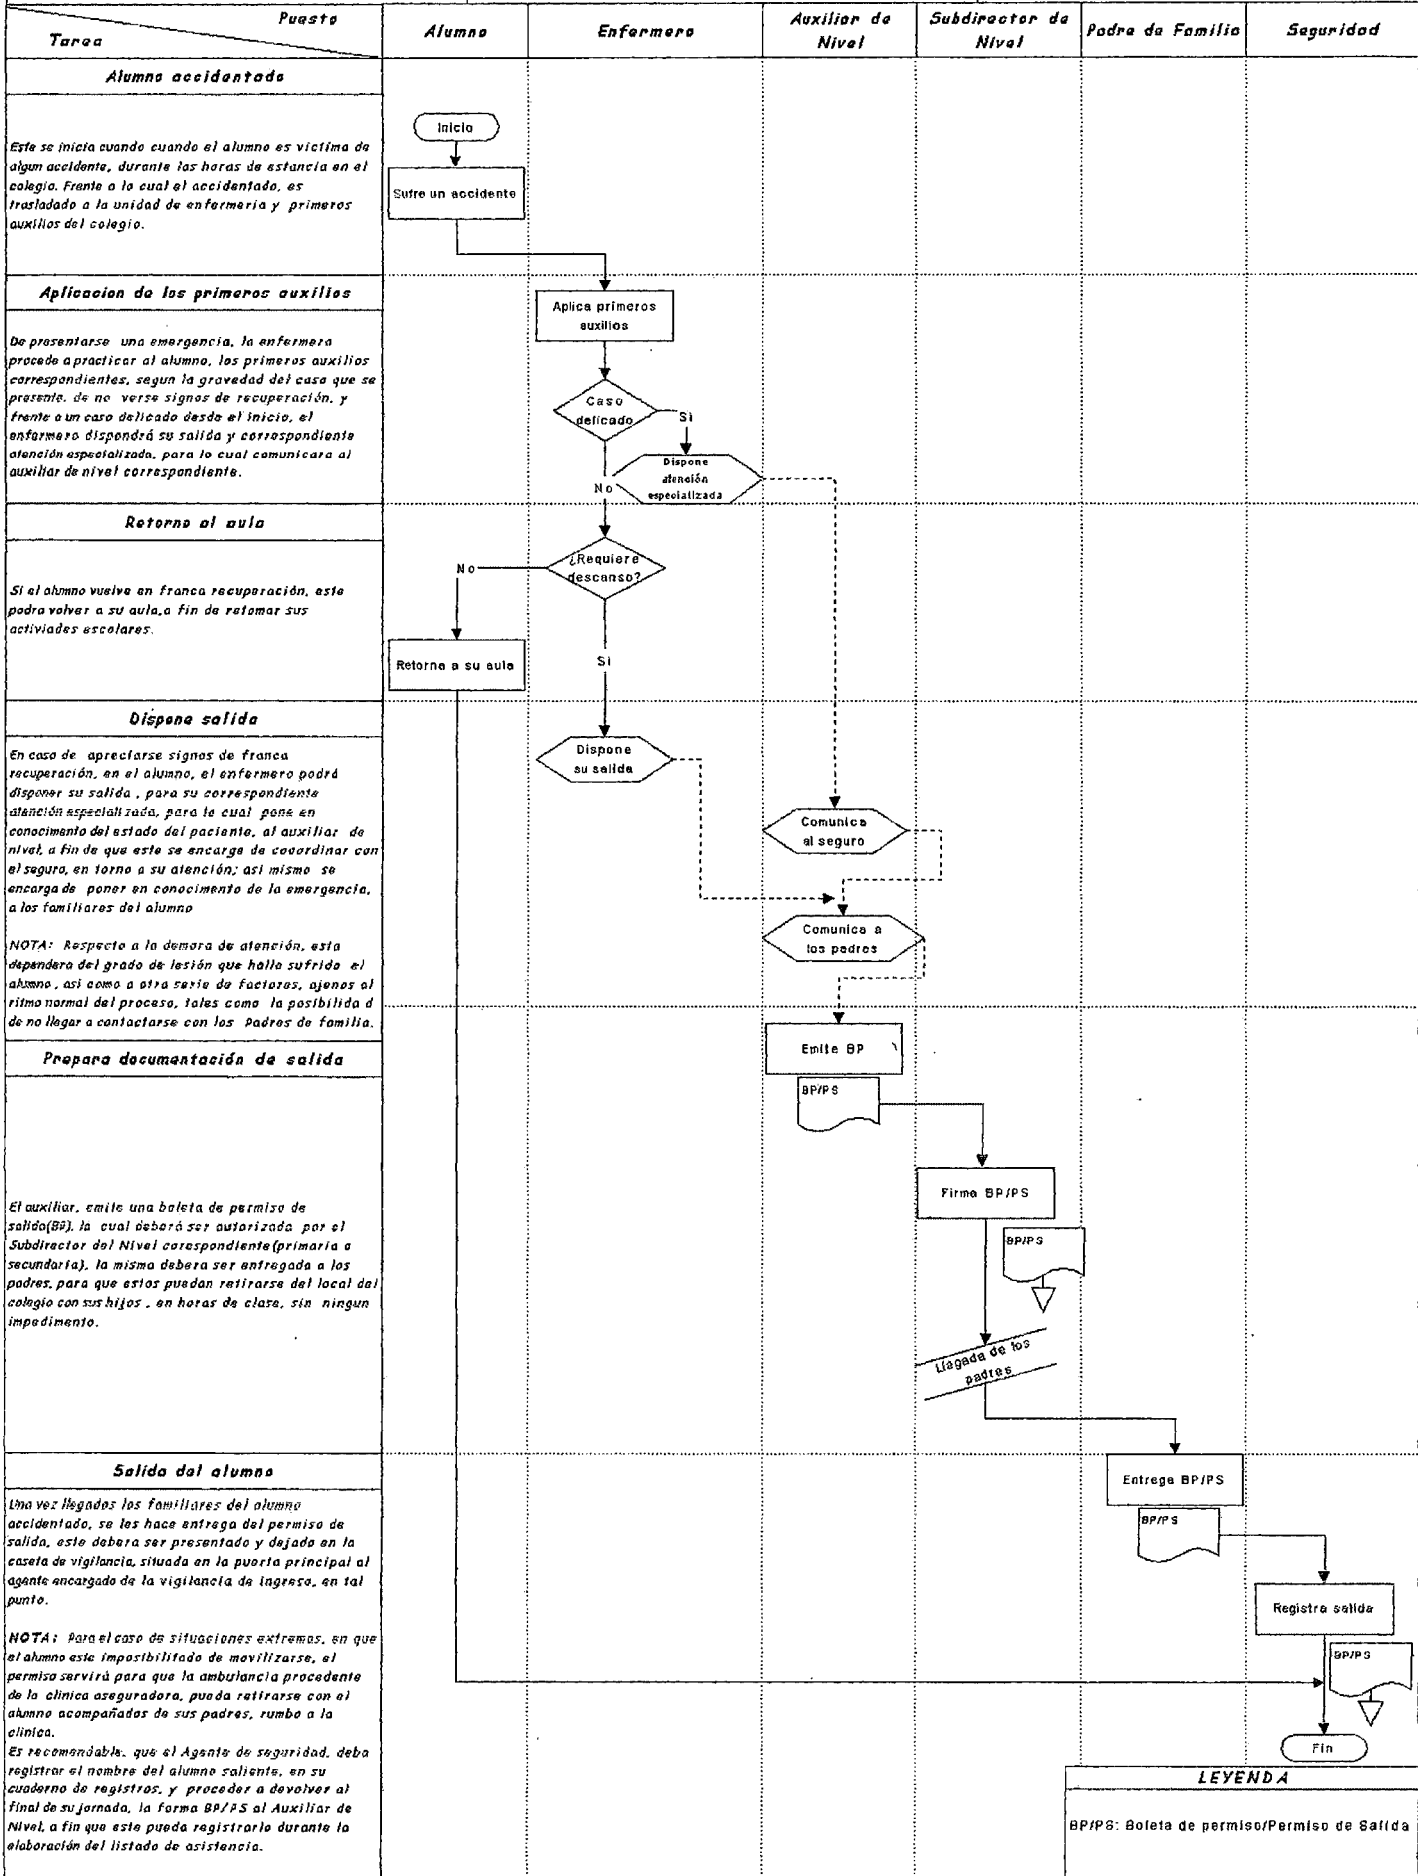 Puesto
Tarea
Alumno
Enfermero
Auxiliar de
Nivel
Subdirector de
Nivel
Padre de Familia
Seguridad
Alumno accidentado
Este se inicia cuando cuando el alumno es victima de
algun accidente, durante las horas de estancia en el
colegio. Frente a lo cual el accidentado, es
trasladado a la unidad de enfermeria y primeros
auxilios del colegio.
Inicio
Sufre un accidente
Aplicacion de los primeros auxilios
De presentarse una emergencia, la enfermera
procede a practicar al alumno, los primeros auxilios
correspondientes, segun la gravedad del caso que se
presente. de no verse signos de recuperación, y
frente a un caso delicado desde el inicio, el
enfermero dispondrá su salida y correspondiente
atención especializada, para lo cual comunicara al
auxiliar de nivel correspondiente.
Aplica primeros
auxilios
Caso
delicado
Si
Dispone
atención
especializada
No
Retorno al aula
Si el alumno vuelve en franca recuperación, este
podra volver a su aula,a fin de retomar sus
activiades escolares.
¿Requiere
descanso?
No
Retorna a su aula
Si
Dispone salida
En caso de apreciarse signos de franca
recuperación, en el alumno, el enfermero podrá
disponer su salida , para su correspondiente
atención especializada, para lo cual pone en
conocimento del estado del paciente, al auxiliar de
nivel, a fin de que este se encarge de cooordinar con
el seguro, en torno a su atención; asi mismo se
encarga de poner en conocimento de la emergencia,
a los familiares del alumno
NOTA: Respecto a la demora de atención, esta
dependera del grado de lesión que halla sufrido el
alumno , asi como a otra serie de factores, ajenos al
ritmo normal del proceso, tales como la posibilida d
de no llegar a contactarse con los Padres de familia.
Dispone
su salida
Comunica
al seguro
Comunica a
los padres
Prepara documentación de salida
El auxiliar, emite una boleta de permiso de
salida(BP), la cual deberá ser autorizada por el
Subdirector del Nivel corespondiente(primaria o
secundaria), la misma debera ser entregada a los
padres, para que estos puedan retirarse del local del
colegio con sus hijos , en horas de clase, sin ningun
impedimento.
Emite BP
BP/PS
Firma BP/PS
BP/PS
Llegada de los
padres
Salida del alumno
Una vez llegados los familiares del alumno
accidentado, se les hace entrega del permiso de
salida, este debera ser presentado y dejado en la
caseta de vigilancia, situada en la puerta principal al
agente encargado de la vigilancia de ingreso, en tal
punto.
NOTA: Para el caso de situaciones extremas, en que
el alumno este imposibilitado de movilizarse, el
permiso servirá para que la ambulancia procedente
de la clinica aseguradora, pueda retirarse con el
alumno acompañados de sus padres, rumbo a la
clinica.
Es recomendable, que el Agente de seguridad, deba
registrar el nombre del alumno saliente, en su
cuaderno de registros, y proceder a devolver al
final de su jornada, la forma BP/PS al Auxiliar de
Nivel, a fin que este pueda registrarlo durante la
elaboración del listado de asistencia.
Entrega BP/PS
BP/PS
Registra salida
BP/PS
Fin
LEYENDA
BP/PS: Boleta de permiso/Permiso de Salida